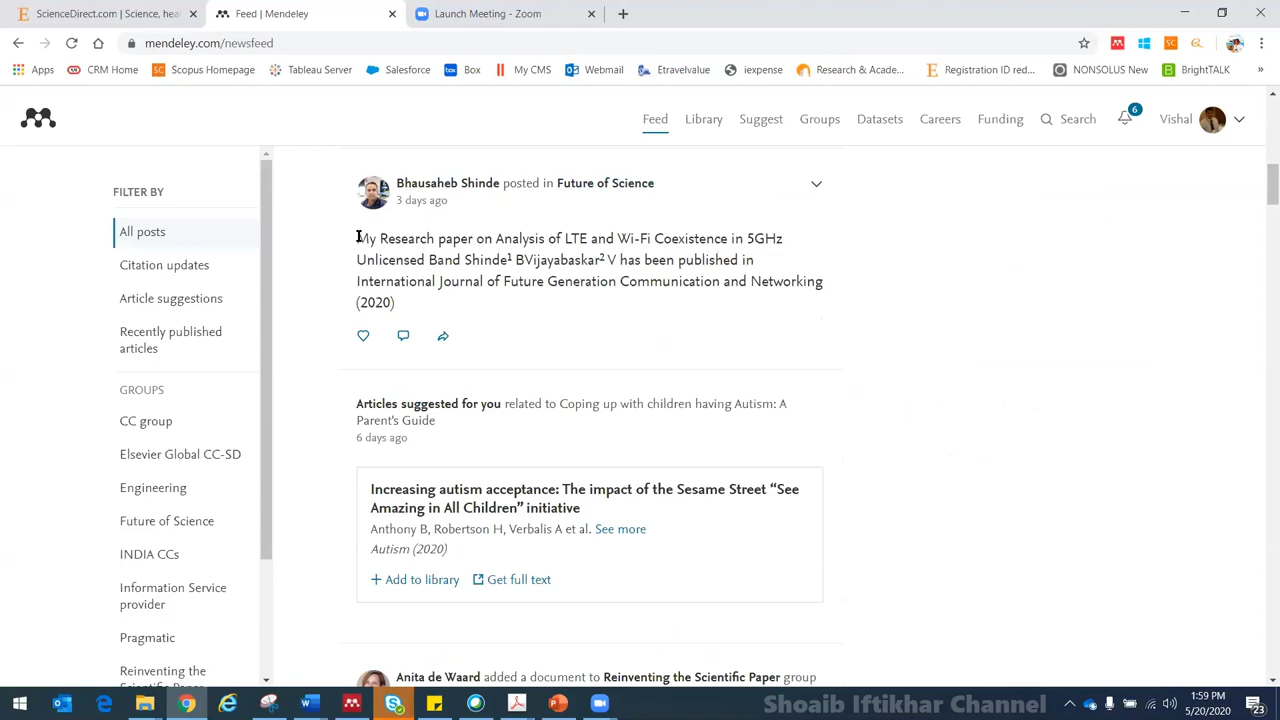 ScienceDirect.com | Science, heal
Feed | Mendeley
Launch Meeting - Zoom
mendeley.com/newsfeed
Apps
CRM Home
Scopus Homepage
Tableau Server
Salesforce
Box
My CMS
Webmail
Etravelvalue
iexpense
Research & Acade...
Registration ID red...
NONSOLUS New
BrightTALK
»
Feed
Library
Suggest
Groups
Datasets
Careers
Funding
Search
6
Vishal
FILTER BY
All posts
Citation updates
Article suggestions
Recently published
articles
GROUPS
CC group
Elsevier Global CC-SD
Engineering
Future of Science
INDIA CCs
Information Service
provider
Pragmatic
Reinventing the
Bhausaheb Shinde posted in Future of Science
3 days ago
My Research paper on Analysis of LTE and Wi-Fi Coexistence in 5GHz
Unlicensed Band Shinde¹ BVijayabaskar² V has been published in
International Journal of Future Generation Communication and Networking
(2020)
Articles suggested for you related to Coping up with children having Autism: A
Parent's Guide
6 days ago
Increasing autism acceptance: The impact of the Sesame Street “See
Amazing in All Children” initiative
Anthony B, Robertson H, Verbalis A et al. See more
Autism (2020)
+ Add to library
Get full text
Anita de Waard added a document to Reinventing the Scientific Paper group
Shoaib Iftikhar Channel
1:59 PM
5/20/2020
23